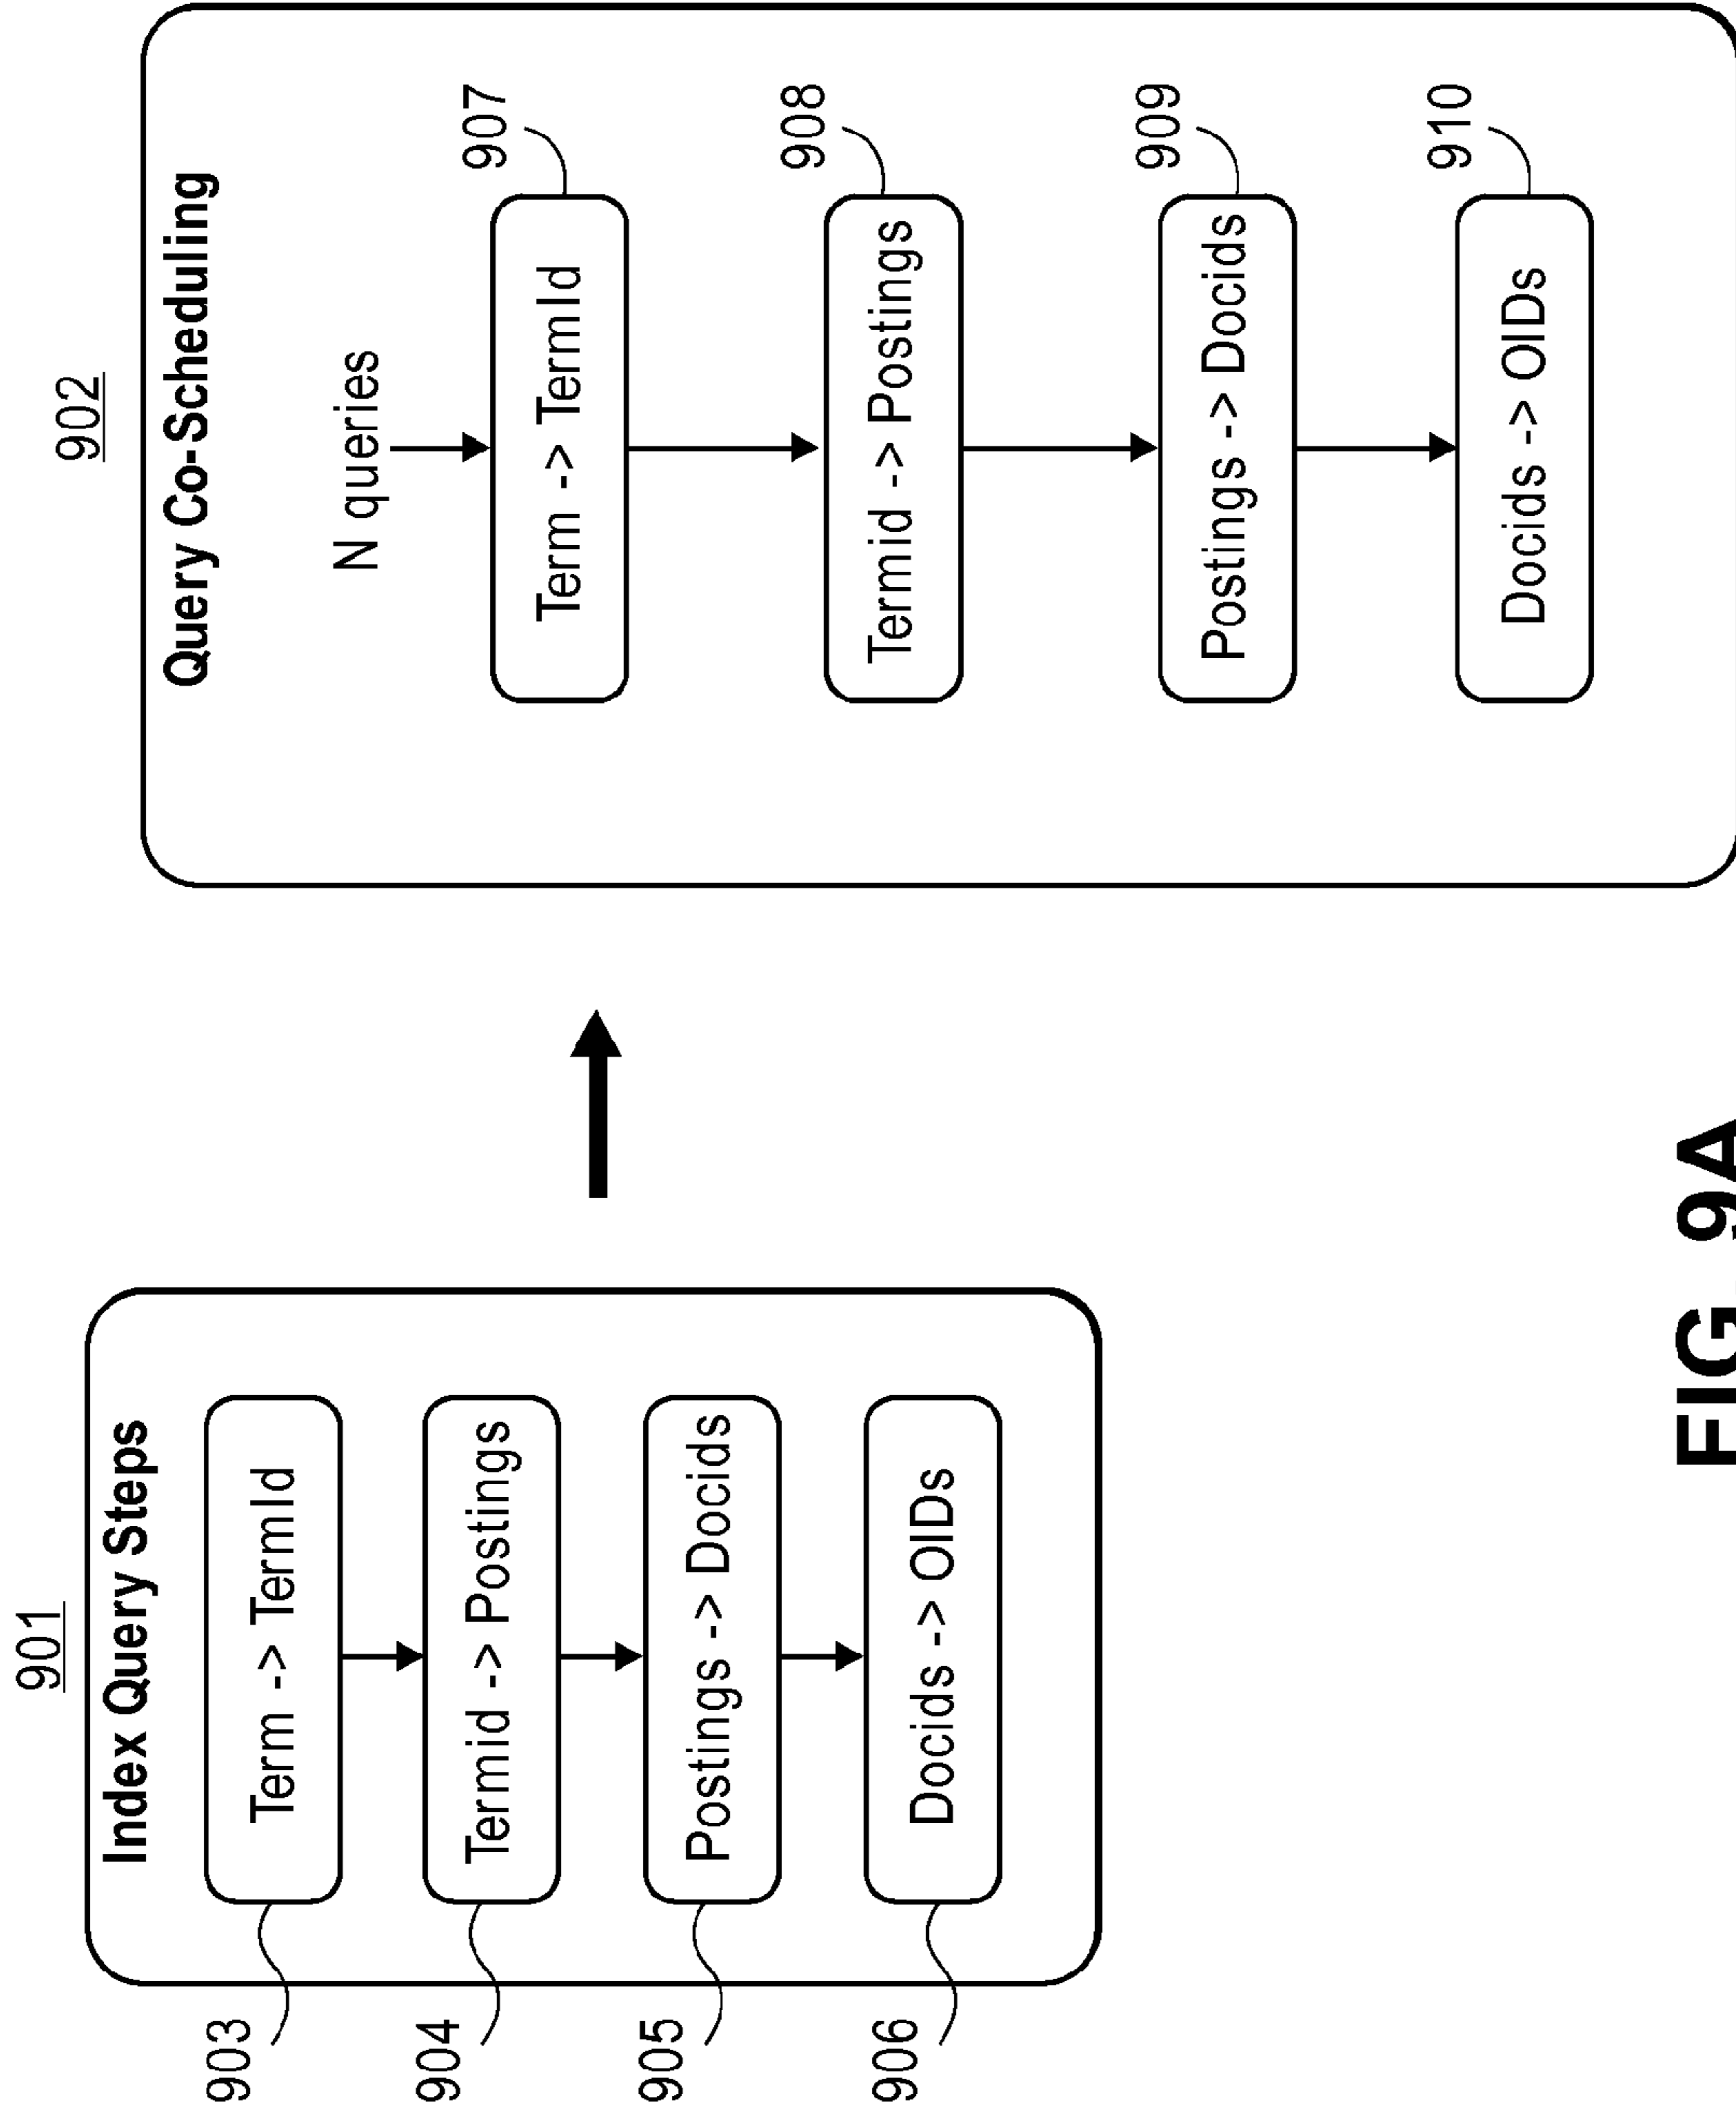 901
Index Query Steps
903
Term -> TermId
904
Termid -> Postings
905
Postings -> Docids
906
Docids -> OIDs
902
Query Co-Scheduling
N queries
907
Term -> TermId
908
Termid -> Postings
909
Postings -> Docids
910
Docids -> OIDs
FIG. 9A